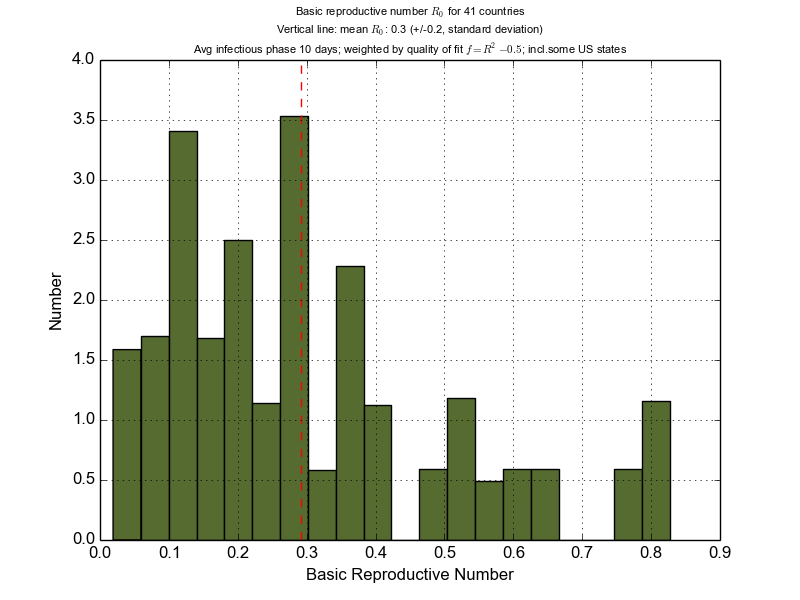 Basic reproductive number R₀ for 41 countries
Vertical line: mean R₀: 0.3 (+/-0.2, standard deviation)
Avg infectious phase 10 days; weighted by quality of fit f=R² −0.5; incl.some US states
4.0
3.5
3.0
2.5
2.0
1.5
1.0
0.5
0.0
Number
0.0 0.1 0.2 0.3 0.4 0.5 0.6 0.7 0.8 0.9
Basic Reproductive Number